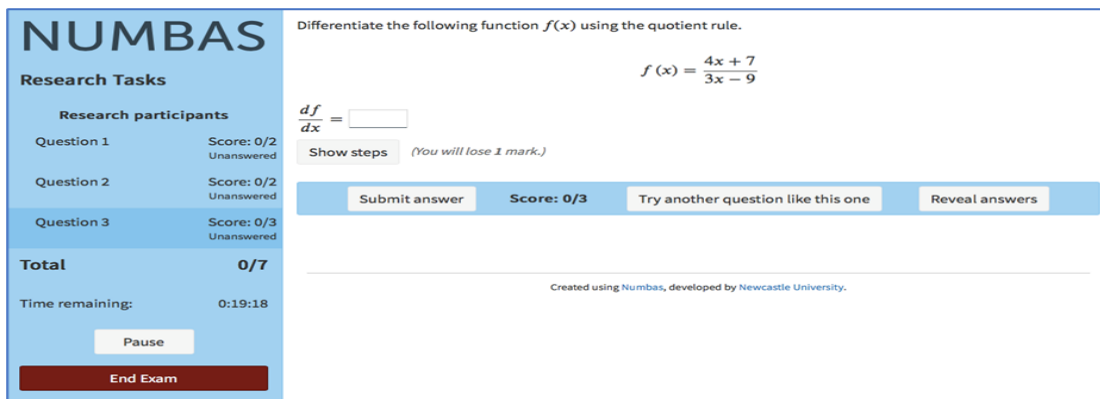 NUMBAS
Research Tasks
Research participants
Question 1 Score: 0/2
Unanswered
Question 2 Score: 0/2
Unanswered
Question 3 Score: 0/3
Unanswered
Total 0/7
Time remaining: 0:19:18
Pause
End Exam
Differentiate the following function f(x) using the quotient rule.
f (x) = (4x + 7)/(3x − 9)
df/dx =
Show steps (You will lose 1 mark.)
Submit answer Score: 0/3 Try another question like this one Reveal answers
Created using Numbas, developed by Newcastle University.